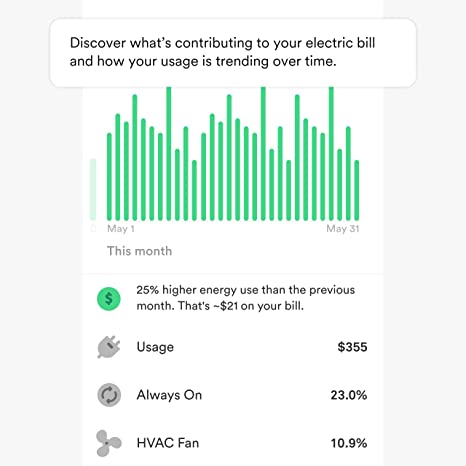 Discover what's contributing to your electric bill
and how your usage is trending over time.
May 1
May 31
This month
$
25% higher energy use than the previous
month. That's ~$21 on your bill.
Usage
$355
Always On
23.0%
HVAC Fan
10.9%